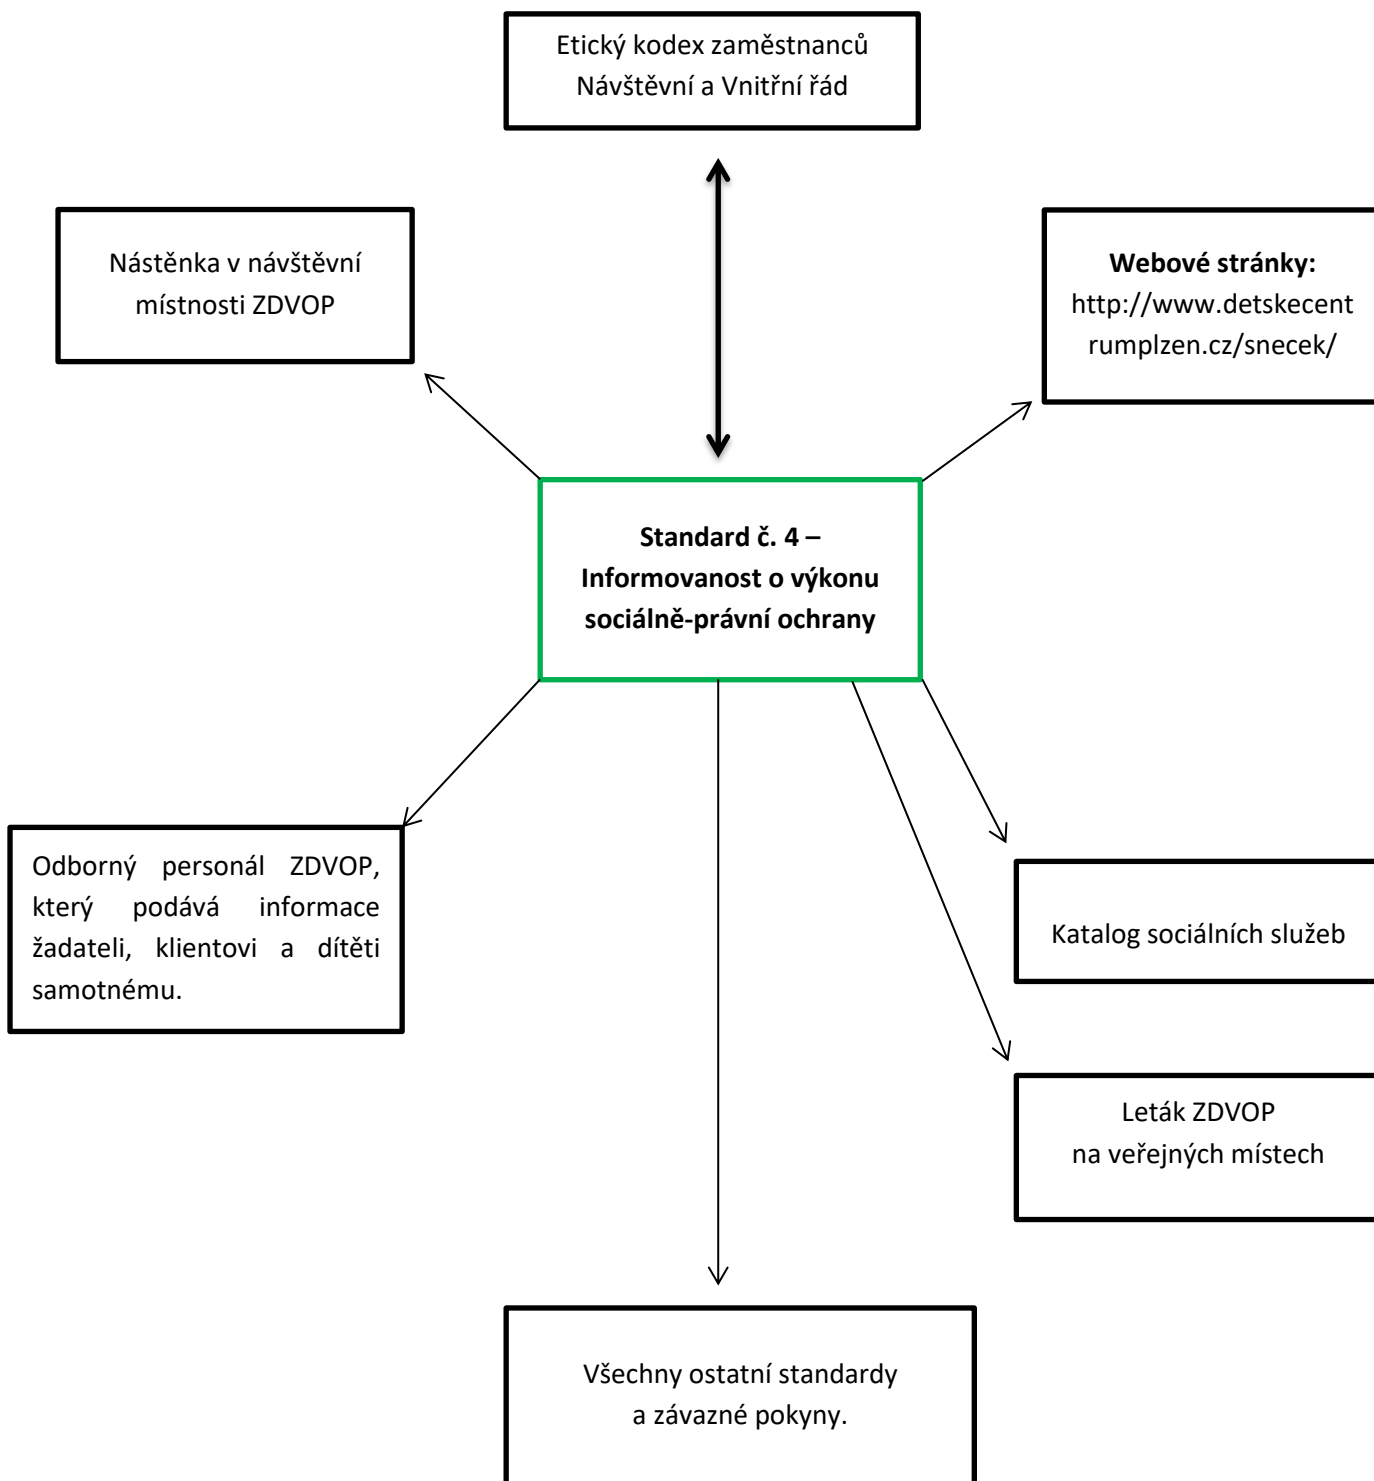 Etický kodex zaměstnanců
Návštěvní a Vnitřní řád
Nástěnka v návštěvní
místnosti ZDVOP
Webové stránky:
http://www.detskecent
rumplzen.cz/snecek/
Standard č. 4 –
Informovanost o výkonu
sociálně-právní ochrany
Odborný personál ZDVOP,
který podává informace
žadateli, klientovi a dítěti
samotnému.
Katalog sociálních služeb
Leták ZDVOP
na veřejných místech
Všechny ostatní standardy
a závazné pokyny.